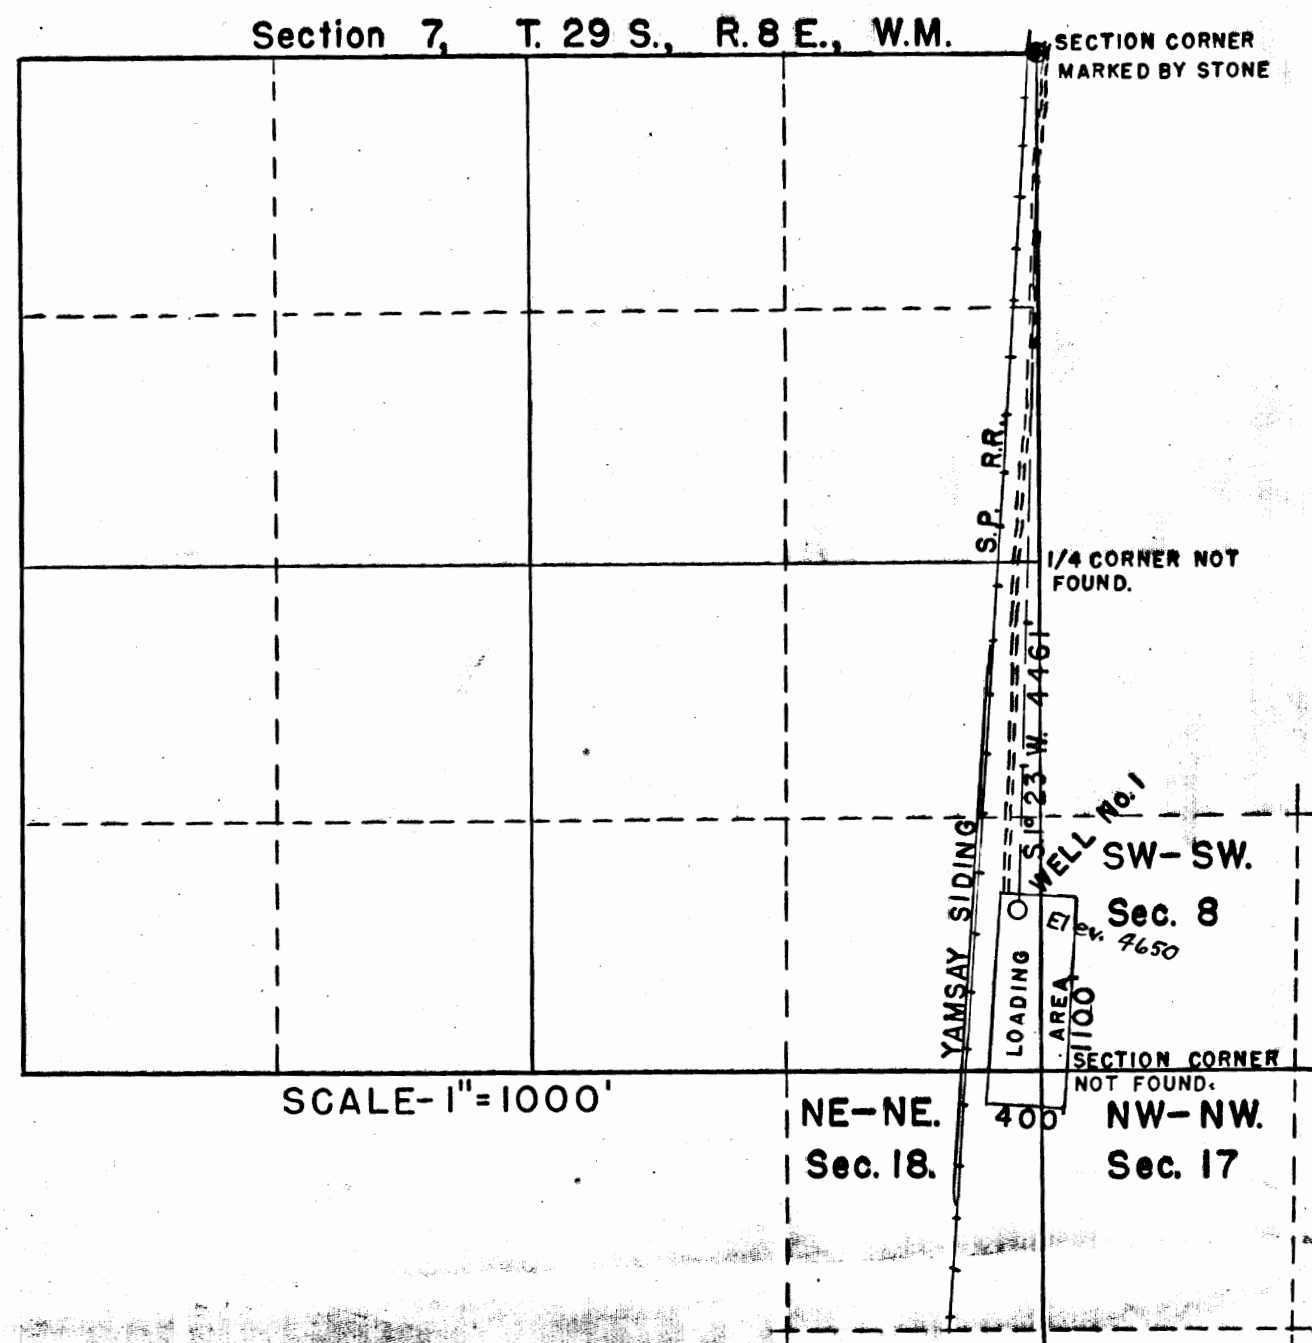 Section 7, T. 29 S., R. 8 E., W.M.
SECTION CORNER
MARKED BY STONE
S.P. R.R.
1/4 CORNER NOT
FOUND.
S. 1° 23' W. 4461'
WELL No. 1
YAMSAY SIDING
SW-SW.
Sec. 8
Elev. 4650
LOADING
AREA
1100'
SECTION CORNER
NOT FOUND.
SCALE-1"=1000'
400'
NE-NE.
Sec. 18.
NW-NW.
Sec. 17